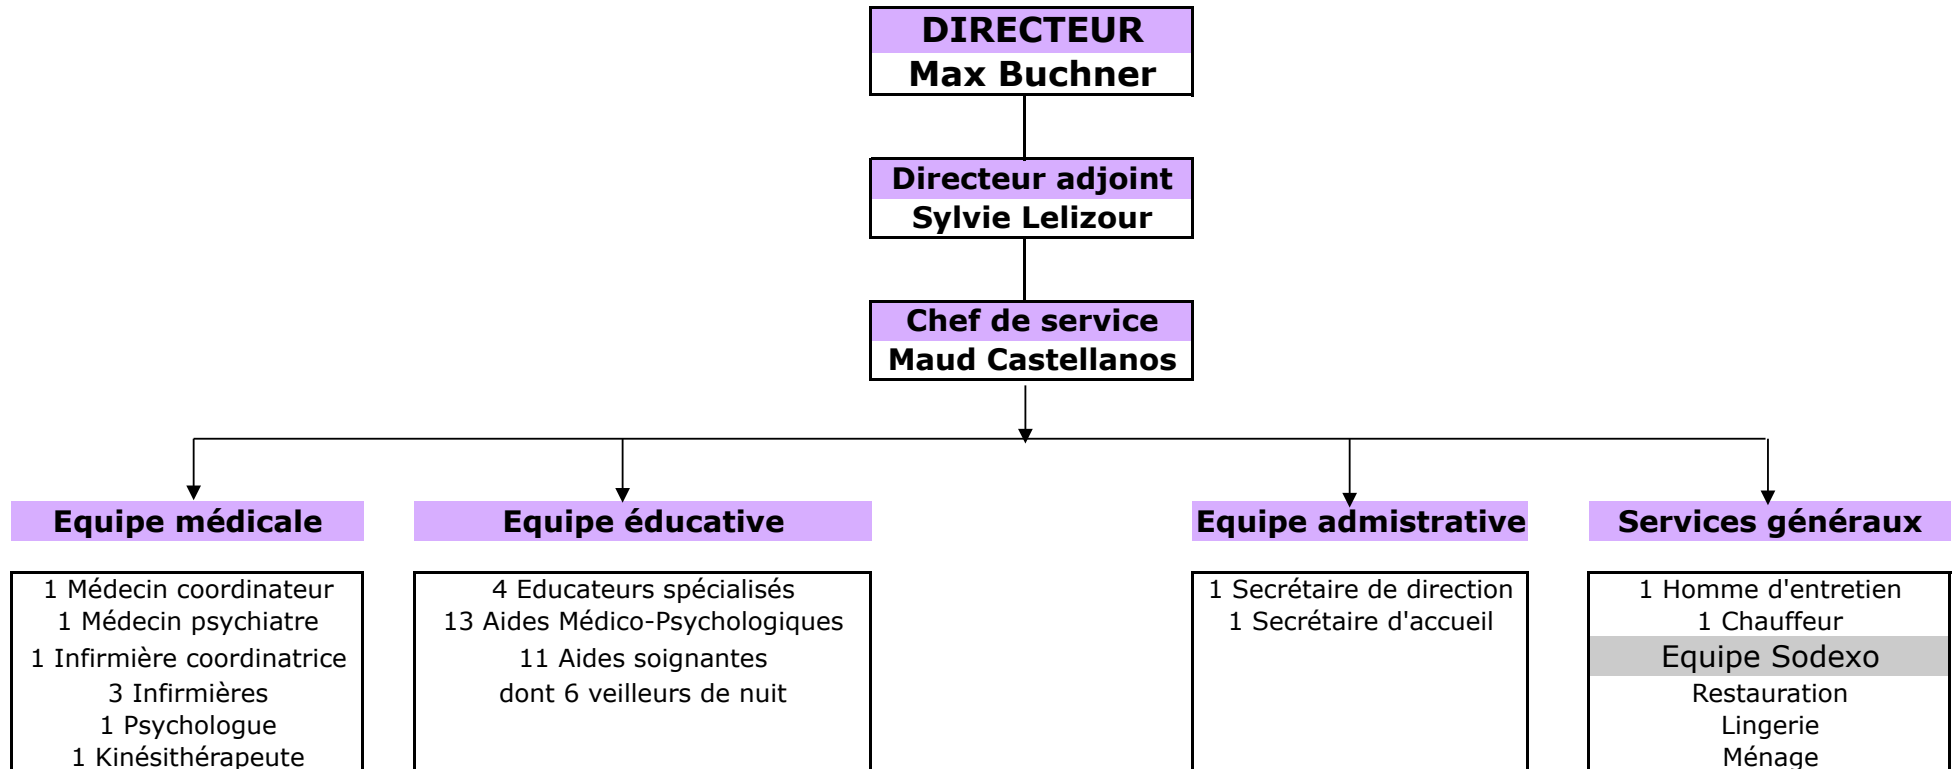 DIRECTEUR
Max Buchner
Directeur adjoint
Sylvie Lelizour
Chef de service
Maud Castellanos
Equipe médicale
1 Médecin coordinateur
1 Médecin psychiatre
1 Infirmière coordinatrice
3 Infirmières
1 Psychologue
1 Kinésithérapeute
Equipe éducative
4 Educateurs spécialisés
13 Aides Médico-Psychologiques
11 Aides soignantes
dont 6 veilleurs de nuit
Equipe admistrative
1 Secrétaire de direction
1 Secrétaire d'accueil
Services généraux
1 Homme d'entretien
1 Chauffeur
Equipe Sodexo
Restauration
Lingerie
Ménage